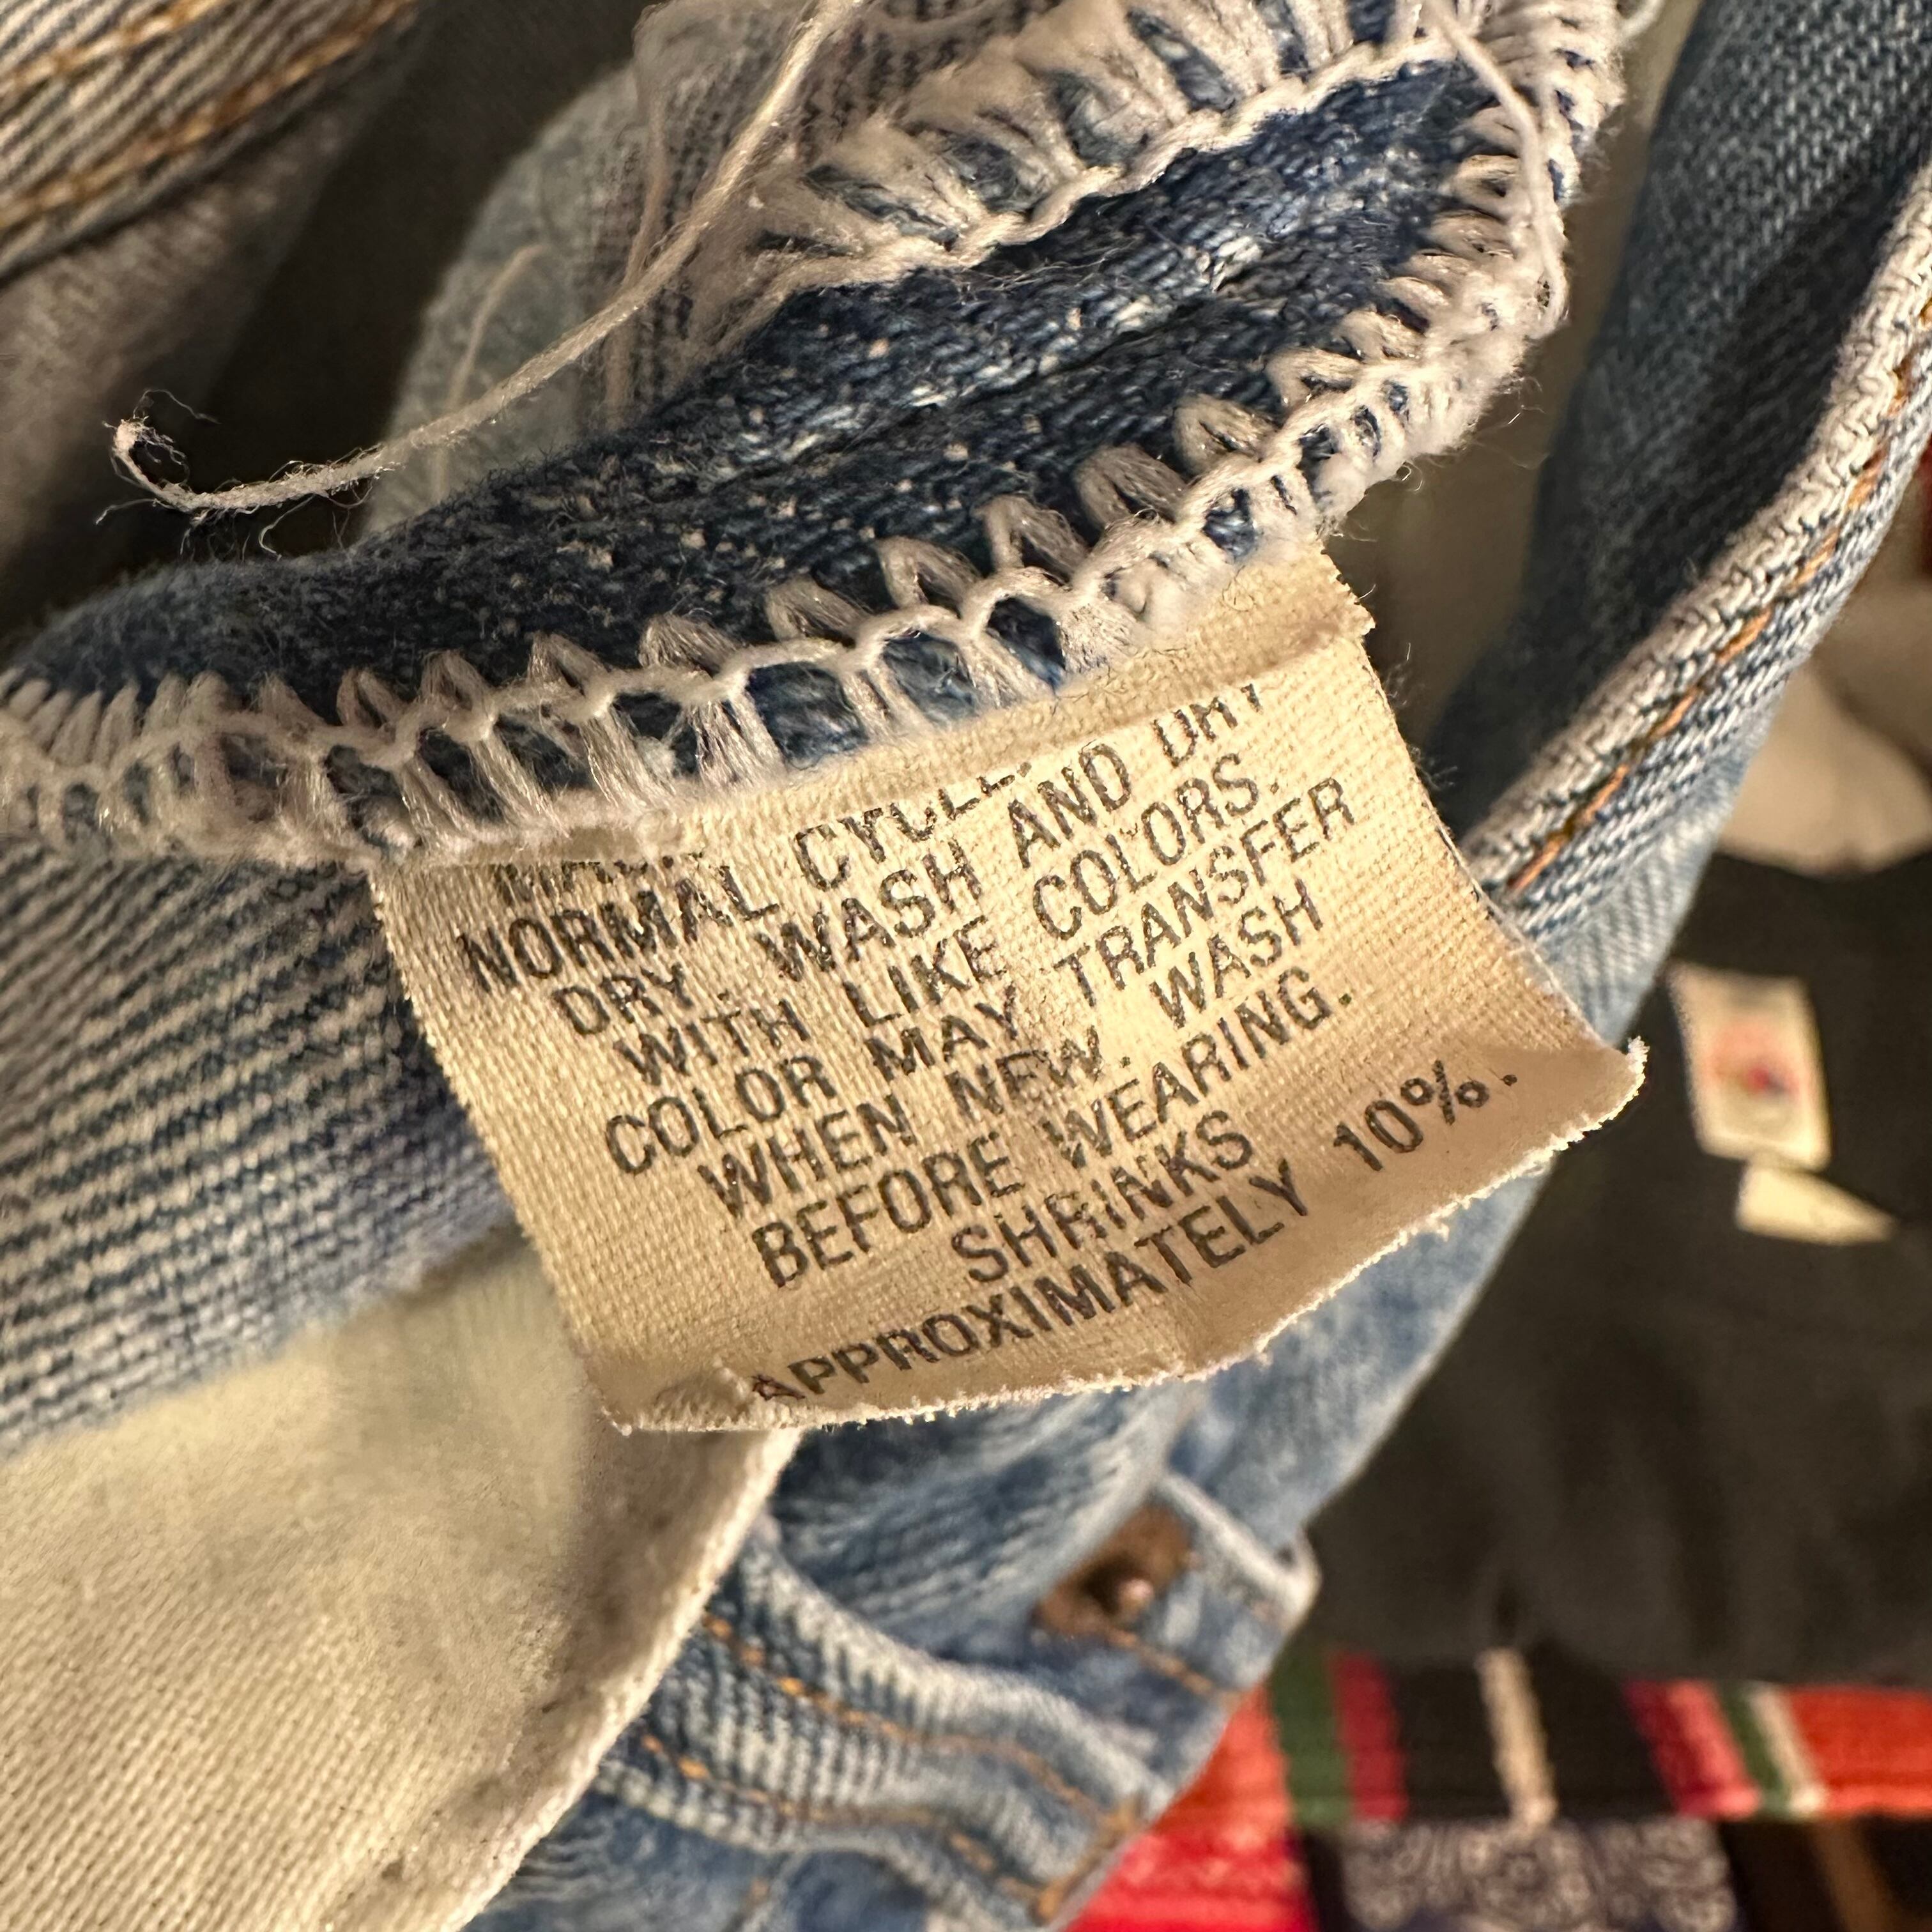 NORMAL CYCLE.
DRY. WASH AND DRY
WITH LIKE COLORS.
COLOR MAY TRANSFER
WHEN NEW. WASH
BEFORE WEARING.
SHRINKS
APPROXIMATELY 10%.